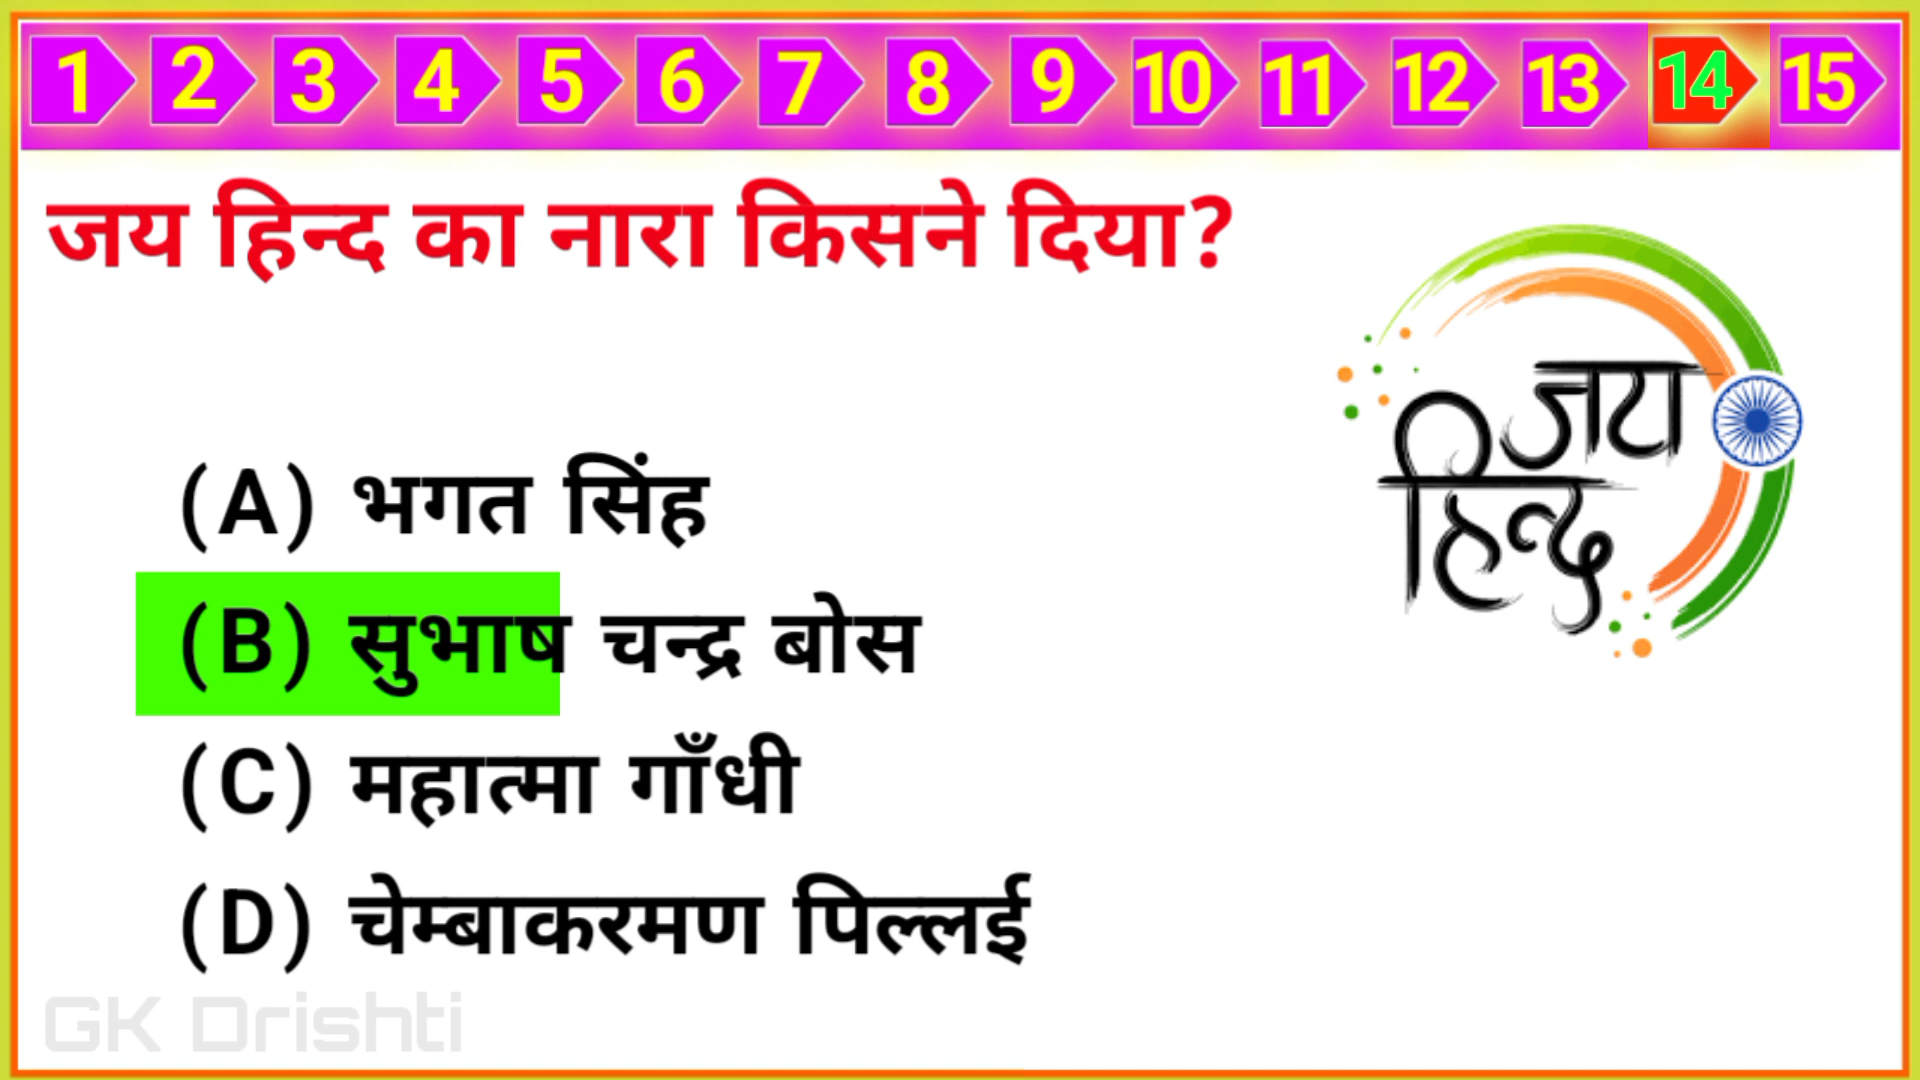 1 2 3 4 5 6 7 8 9 10 11 12 13 14 15
जय हिन्द का नारा किसने दिया?
जय
हिन्द
(A) भगत सिंह
(B) सुभाष चन्द्र बोस
(C) महात्मा गाँधी
(D) चेम्बाकरमण पिल्लई
GK Drishti